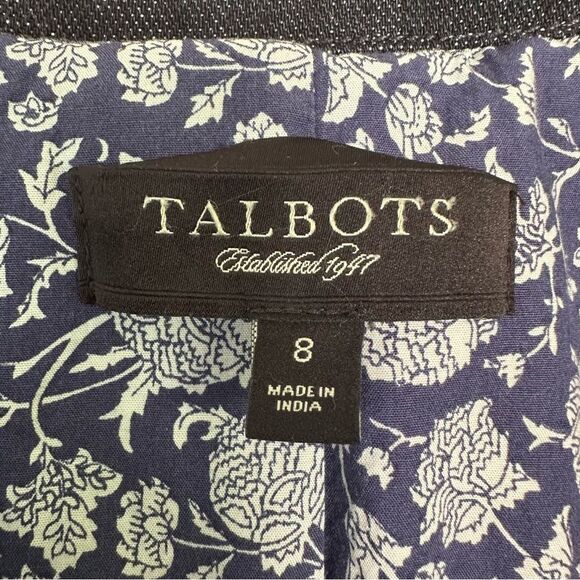 TALBOTS
Established 1947
8
MADE IN
INDIA